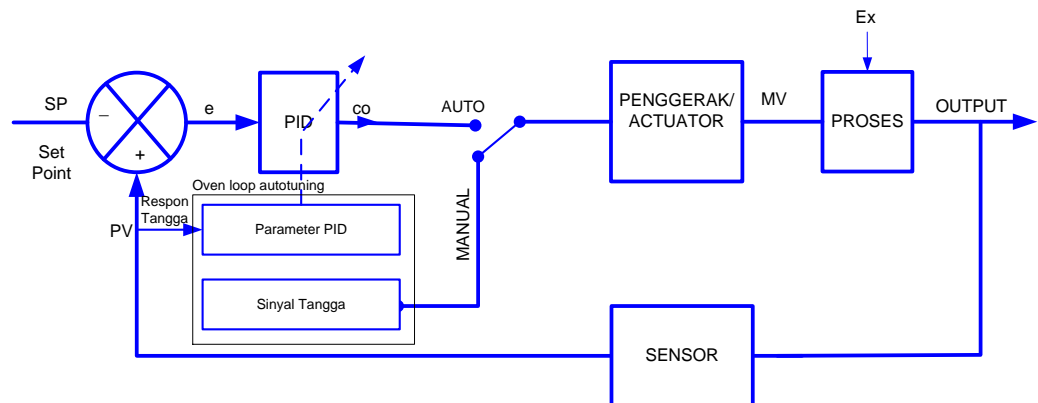 Ex
SP
−
e
PID
co
AUTO
PENGGERAK/
ACTUATOR
MV
PROSES
OUTPUT
Set
Point
+
Oven loop autotuning
Respon
Tangga
PV
Parameter PID
MANUAL
Sinyal Tangga
SENSOR